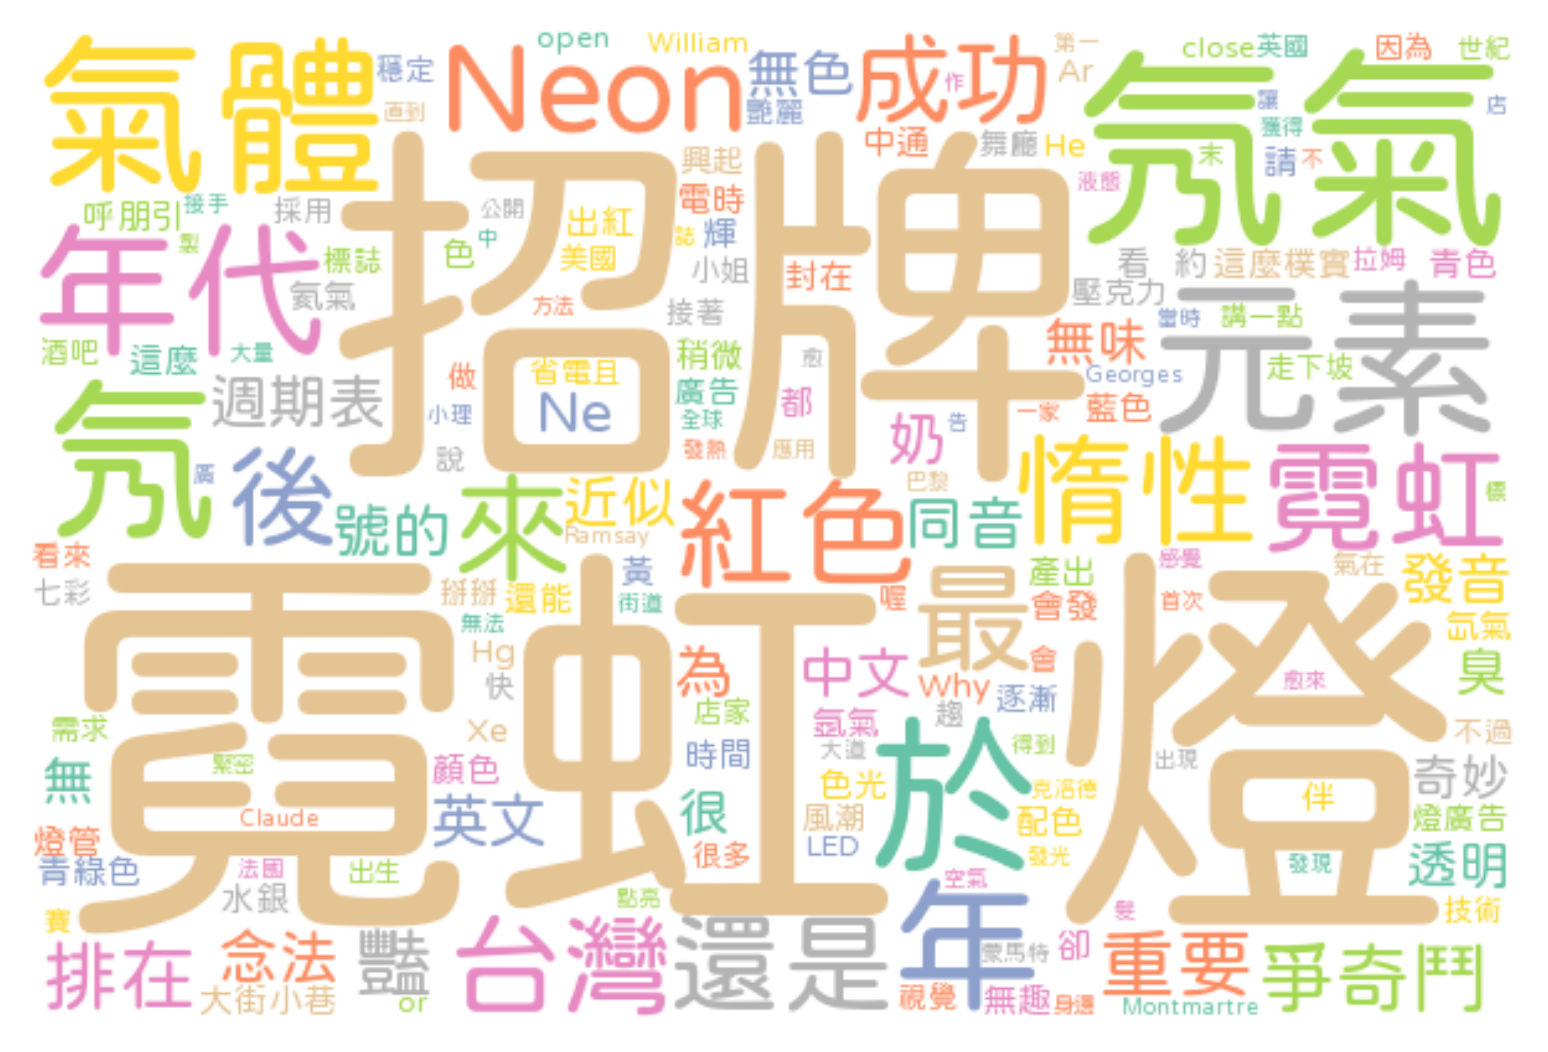 氣體
穩定
直到
Neon
open
William
無色
艷麗
成功
作
第一
Ar
close
英國
因為
世紀
氖氣
讓
獲得
末
請
不
店
招牌
興起
中通
舞廳
He
液態
電時
公開
出紅
誌
輝
美國
小姐
封在
方法
接著
色
中
呼朋引
接手
製
採用
年代
標誌
氦氣
酒吧
這麼
大量
看
約
這麼樸實
拉姆
青色
壓克力
元素
無味
當時
講一點
走下坡
Georges
藍色
一家
稍微
愈
廣告
全球
都
省電且
Ne
做
小理
週期表
氖
廣
後
說
發熱
應用
奶
告
巴黎
惰性
霓虹
標
號的
來
近似
Ramsay
紅色
同音
看來
七彩
掰掰
還能
黃
街道
無法
喔
產出
感覺
會發
首次
氣在
發音
氙氣
霓虹燈
最
會
臭
Hg
快
為
中文
Why
逐漸
愈來
店家
氬氣
趨
需求
Xe
時間
大道
得到
出現
不過
無
緊密
顏色
色光
於
克洛德
奇妙
伴
英文
很
風潮
配色
燈廣告
Claude
燈管
很多
LED
發光
發現
透明
青綠色
法國
出生
水銀
點亮
空氣
賽
髮
技術
排在
念法
豔
台灣
還是
年
蒙馬特
卻
重要
爭奇鬥
大街小巷
or
視覺
無趣
身邊
Montmartre